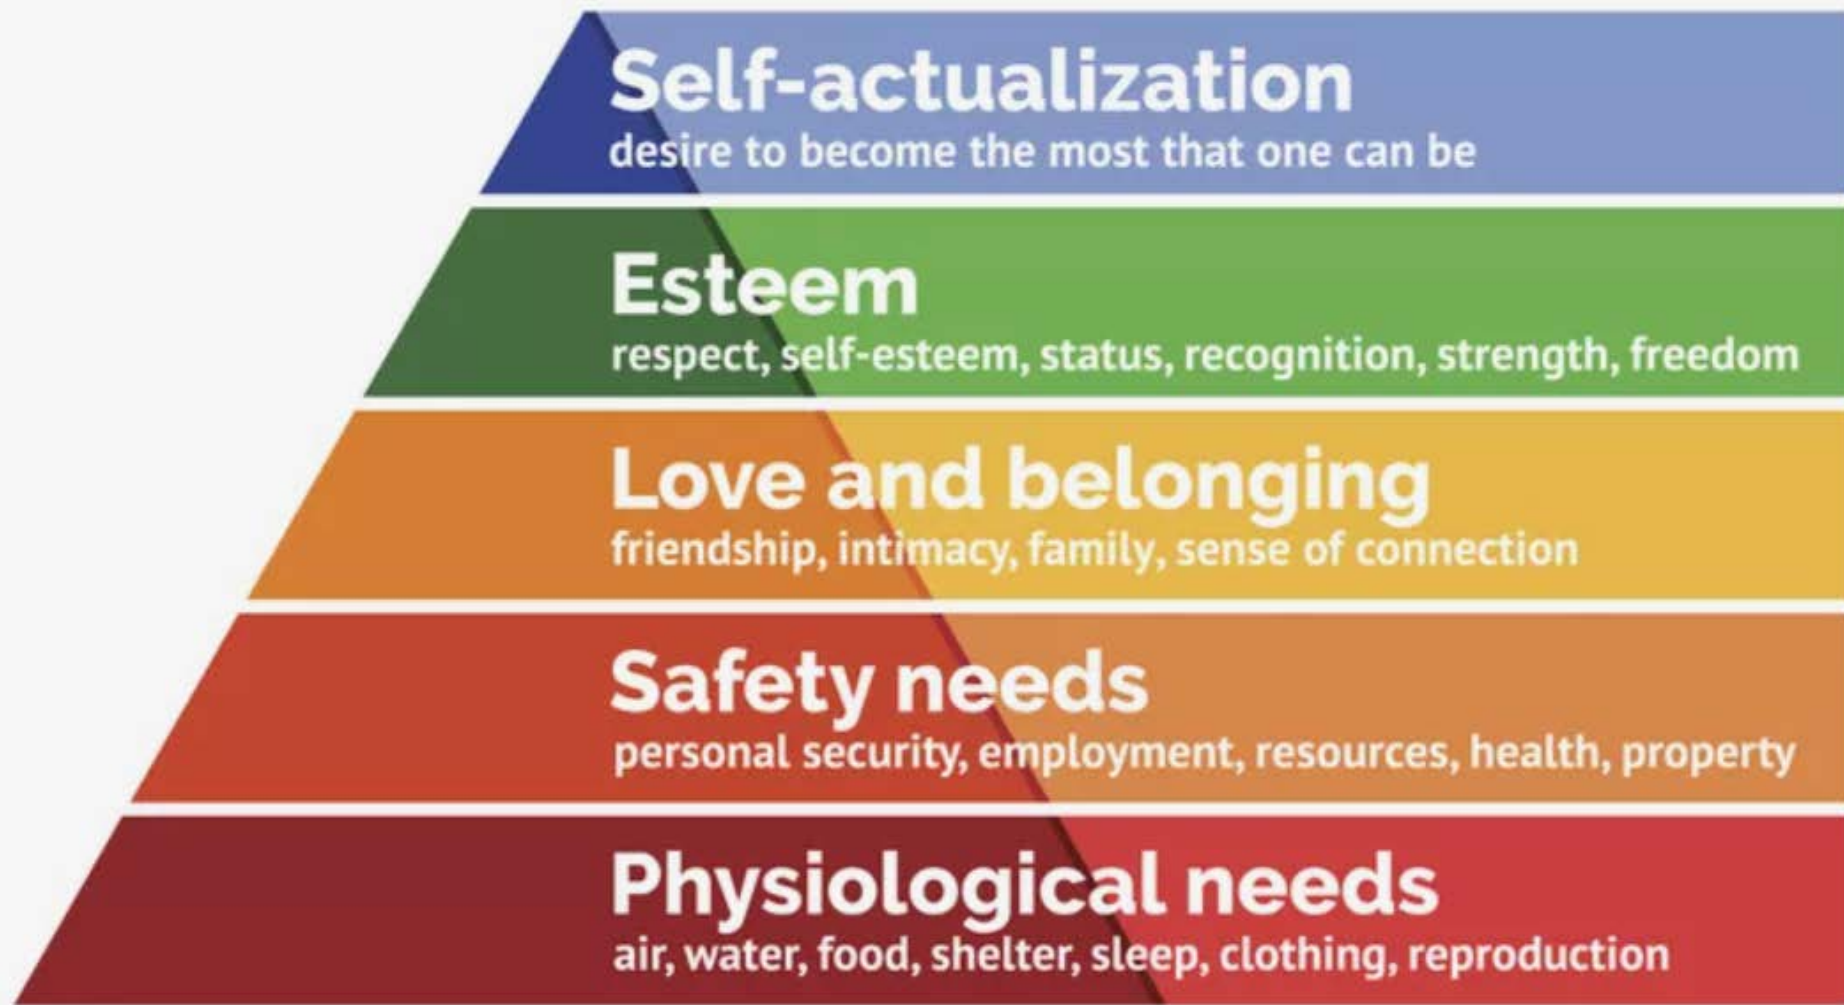 Self-actualization
desire to become the most that one can be
Esteem
respect, self-esteem, status, recognition, strength, freedom
Love and belonging
friendship, intimacy, family, sense of connection
Safety needs
personal security, employment, resources, health, property
Physiological needs
air, water, food, shelter, sleep, clothing, reproduction